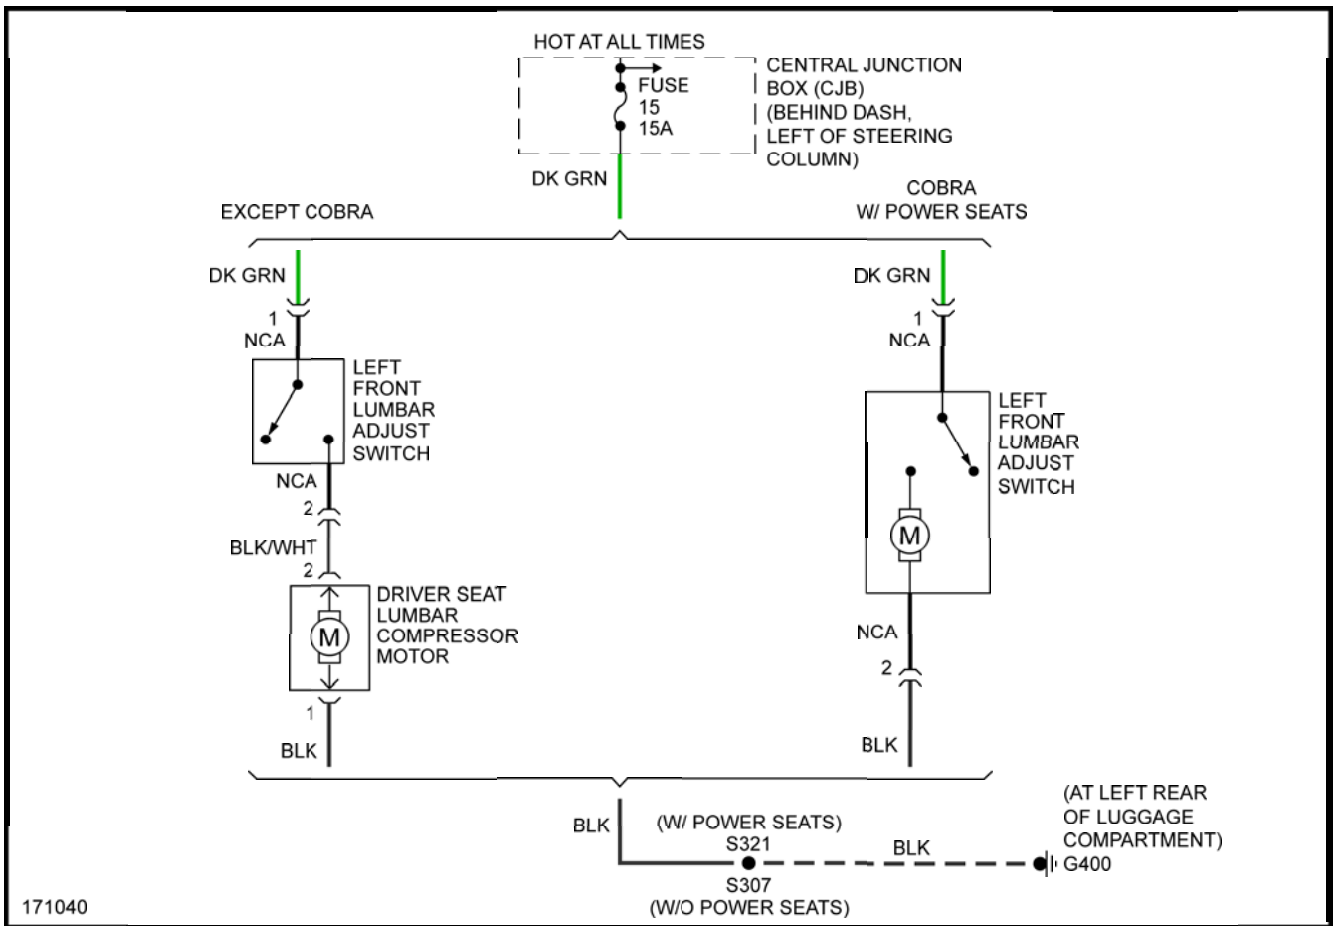 HOT AT ALL TIMES
FUSE
15
15A
CENTRAL JUNCTION
BOX (CJB)
(BEHIND DASH,
LEFT OF STEERING
COLUMN)
DK GRN
EXCEPT COBRA
COBRA
W/ POWER SEATS
DK GRN
1
NCA
LEFT
FRONT
LUMBAR
ADJUST
SWITCH
NCA
2
BLK/WHT
2
DRIVER SEAT
LUMBAR
COMPRESSOR
MOTOR
M
1
BLK
DK GRN
1
NCA
LEFT
FRONT
LUMBAR
ADJUST
SWITCH
M
NCA
2
BLK
BLK
(W/ POWER SEATS)
S321
S307
(W/O POWER SEATS)
BLK
(AT LEFT REAR
OF LUGGAGE
COMPARTMENT)
G400
171040